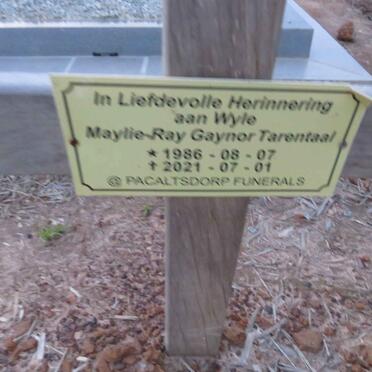 In Liefdevolle Herinnering
aan Wyle
Maylie-Ray Gaynor Tarentaal
★ 1986 - 08 - 07
✝ 2021 - 07 - 01
@ PACALTSDORP FUNERALS